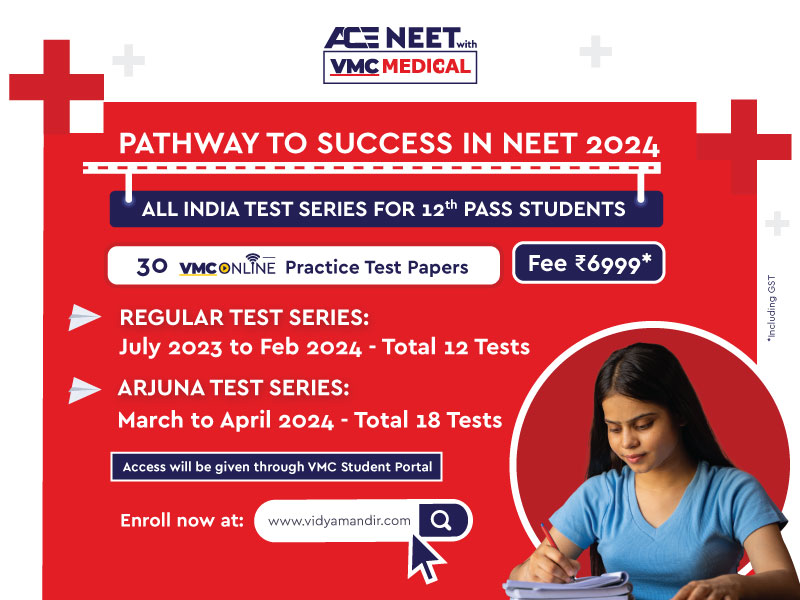 ACE NEET with
VMC MEDICAL
PATHWAY TO SUCCESS IN NEET 2024
ALL INDIA TEST SERIES FOR 12th PASS STUDENTS
30 VMC ONLINE Practice Test Papers
Fee ₹6999*
*Including GST
REGULAR TEST SERIES:
July 2023 to Feb 2024 - Total 12 Tests
ARJUNA TEST SERIES:
March to April 2024 - Total 18 Tests
Access will be given through VMC Student Portal
Enroll now at: www.vidyamandir.com